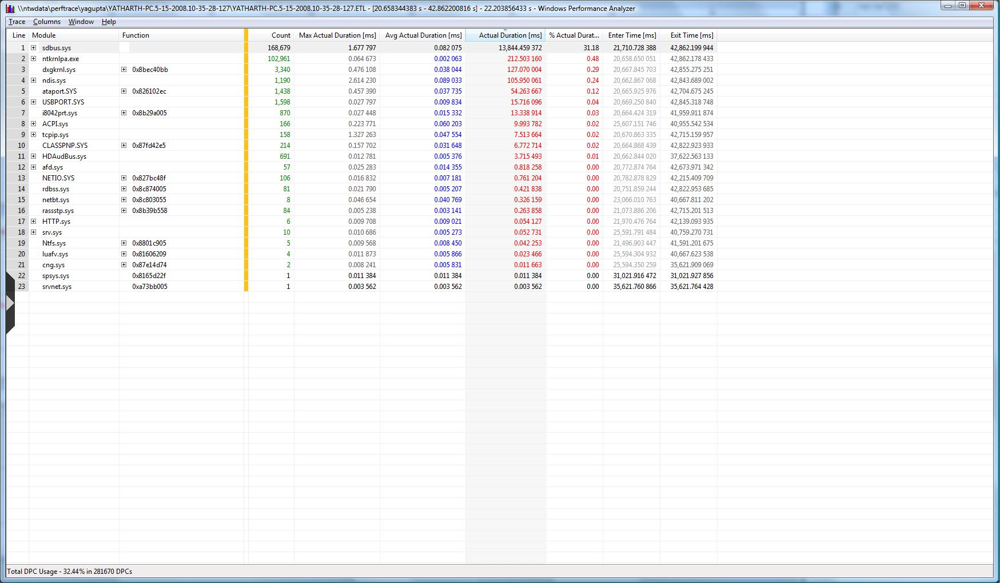 \\ntwdata\perftrace\yagupta\YATHARTH-PC.5-15-2008.10-35-28-127\YATHARTH-PC.5-15-2008.10-35-28-127.ETL - [20.658344383 s - 42.862200816 s] - 22.203856433 s - Windows Performance Analyzer
Trace Columns Window Help
Line Module Function Count Max Actual Duration [ms] Avg Actual Duration [ms] Actual Duration [ms] % Actual Durat... Enter Time [ms] Exit Time [ms]
1 sdbus.sys 168,679 1.677 797 0.082 075 13,844.459 372 31.18 21,710.728 388 42,862.199 944
2 ntkrnlpa.exe 102,961 0.064 673 0.002 063 212.503 160 0.48 20,658.650 051 42,862.178 433
3 dxgkrnl.sys 0x8bec40bb 3,340 0.476 108 0.038 044 127.070 004 0.29 20,667.845 703 42,855.275 251
4 ndis.sys 1,190 2.614 230 0.089 033 105.950 061 0.24 20,662.867 068 42,843.689 002
5 ataport.SYS 0x826102ec 1,438 0.457 390 0.037 735 54.263 667 0.12 20,665.925 976 42,704.675 245
6 USBPORT.SYS 1,598 0.027 797 0.009 834 15.716 096 0.04 20,669.250 840 42,845.318 748
7 i8042prt.sys 0x8b29a005 870 0.027 448 0.015 332 13.338 914 0.03 20,664.424 319 41,959.911 874
8 ACPI.sys 166 0.223 771 0.060 203 9.993 782 0.02 25,607.151 746 40,955.542 534
9 tcpip.sys 158 1.327 263 0.047 554 7.513 664 0.02 20,670.863 335 42,715.159 957
10 CLASSPNP.SYS 0x87fd42e5 214 0.157 702 0.031 648 6.772 714 0.02 20,664.868 439 42,822.923 933
11 HDAudBus.sys 691 0.012 781 0.005 376 3.715 493 0.01 20,662.844 020 37,622.563 133
12 afd.sys 57 0.025 283 0.014 355 0.818 258 0.00 20,772.874 764 42,673.971 342
13 NETIO.SYS 0x827bc48f 106 0.016 832 0.007 181 0.761 204 0.00 20,782.878 829 42,215.409 709
14 rdbss.sys 0x8c874005 81 0.021 790 0.005 207 0.421 838 0.00 20,751.859 244 42,822.953 685
15 netbt.sys 0x8c803055 8 0.046 654 0.040 769 0.326 159 0.00 23,066.010 763 40,667.811 202
16 rassstp.sys 0x8b39b558 84 0.005 238 0.003 141 0.263 858 0.00 21,073.886 206 42,715.201 513
17 HTTP.sys 6 0.009 708 0.009 021 0.054 127 0.00 21,970.476 764 42,139.093 935
18 srv.sys 10 0.010 686 0.005 273 0.052 731 0.00 25,591.791 484 40,759.270 731
19 Ntfs.sys 0x8801c905 5 0.009 568 0.008 450 0.042 253 0.00 21,496.903 447 41,591.201 675
20 luafv.sys 0x81606209 4 0.011 873 0.005 866 0.023 466 0.00 25,594.304 932 40,667.623 538
21 cng.sys 0x87e14d74 2 0.008 241 0.005 831 0.011 663 0.00 25,594.350 259 35,621.909 069
22 spsys.sys 0x8165d22f 1 0.011 384 0.011 384 0.011 384 0.00 31,021.916 472 31,021.927 856
23 srvnet.sys 0xa73bb005 1 0.003 562 0.003 562 0.003 562 0.00 35,621.760 866 35,621.764 428
Total DPC Usage - 32.44% in 281670 DPCs